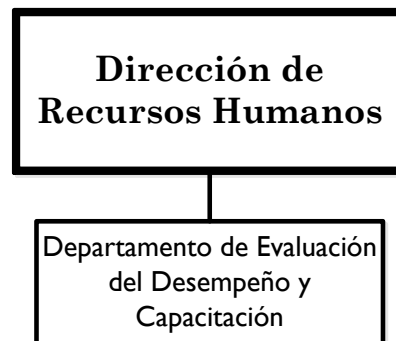 Dirección de
Recursos Humanos
Departamento de Evaluación
del Desempeño y
Capacitación